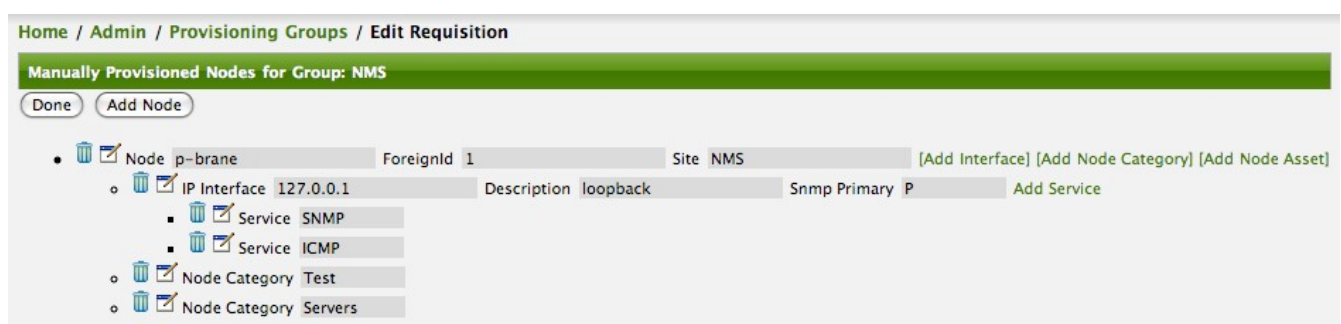 Home / Admin / Provisioning Groups / Edit Requisition
Manually Provisioned Nodes for Group: NMS
Done Add Node
Node p-brane ForeignId 1 Site NMS [Add Interface] [Add Node Category] [Add Node Asset]
IP Interface 127.0.0.1 Description loopback Snmp Primary P Add Service
Service SNMP
Service ICMP
Node Category Test
Node Category Servers